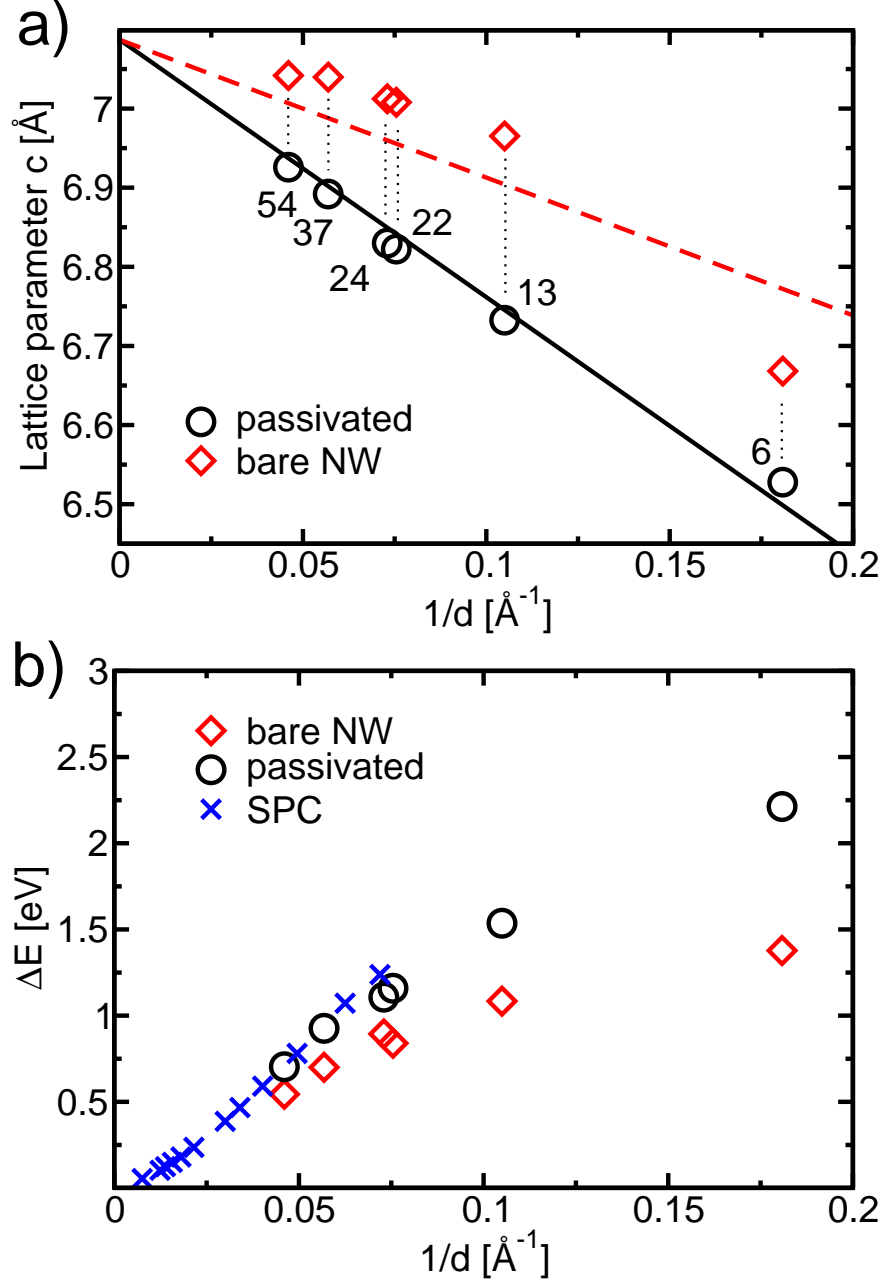 a)
Lattice parameter c [Å]
7
6.9
6.8
6.7
6.6
6.5
54
37
24
22
13
6
passivated
bare NW
0
0.05
0.1
0.15
0.2
1/d [Å-1]
b)
ΔE [eV]
3
2.5
2
1.5
1
0.5
bare NW
passivated
SPC
0
0.05
0.1
0.15
0.2
1/d [Å-1]